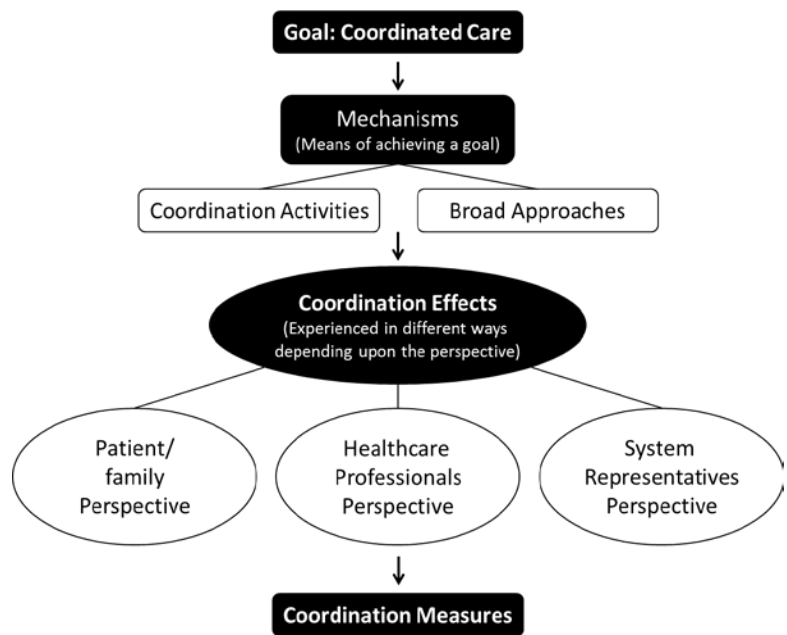 Goal: Coordinated Care
Mechanisms
(Means of achieving a goal)
Coordination Activities
Broad Approaches
Coordination Effects
(Experienced in different ways
depending upon the perspective)
Patient/
family
Perspective
Healthcare
Professionals
Perspective
System
Representatives
Perspective
Coordination Measures